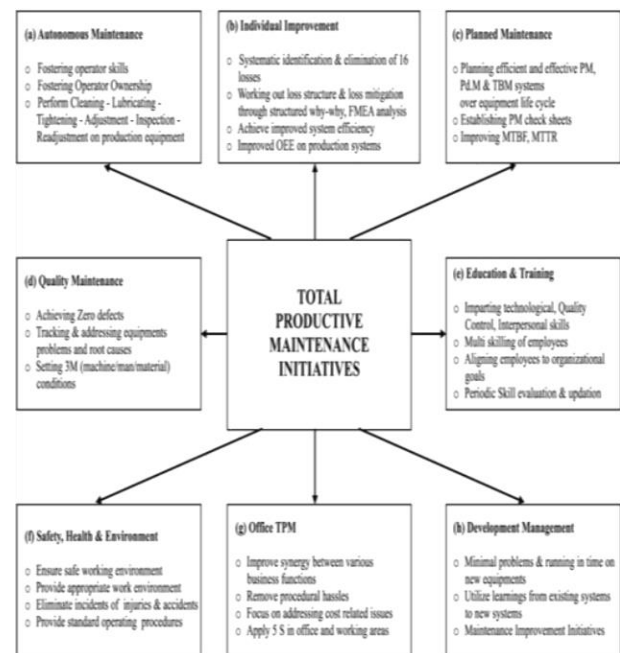 (a) Autonomous Maintenance
○ Fostering operator skills
○ Fostering Operator Ownership
○ Perform Cleaning - Lubricating -
Tightening - Adjustment - Inspection -
Readjustment on production equipment
(b) Individual Improvement
○ Systematic identification & elimination of 16
losses
○ Working out loss structure & loss mitigation
through structured why-why, FMEA analysis
○ Achieve improved system efficiency
○ Improved OEE on production systems
(c) Planned Maintenance
○ Planning efficient and effective PM,
Pd.M & TBM systems
over equipment life cycle
○ Establishing PM check sheets
○ Improving MTBF, MTTR
(d) Quality Maintenance
○ Achieving Zero defects
○ Tracking & addressing equipments
problems and root causes
○ Setting 3M (machine/man/material)
conditions
TOTAL
PRODUCTIVE
MAINTENANCE
INITIATIVES
(e) Education & Training
○ Imparting technological, Quality
Control, Interpersonal skills
○ Multi skilling of employees
○ Aligning employees to organizational
goals
○ Periodic Skill evaluation & updation
(f) Safety, Health & Environment
○ Ensure safe working environment
○ Provide appropriate work environment
○ Eliminate incidents of injuries & accidents
○ Provide standard operating procedures
(g) Office TPM
○ Improve synergy between various
business functions
○ Remove procedural hassles
○ Focus on addressing cost related issues
○ Apply 5 S in office and working areas
(h) Development Management
○ Minimal problems & running in time on
new equipments
○ Utilize learnings from existing systems
to new systems
○ Maintenance Improvement Initiatives